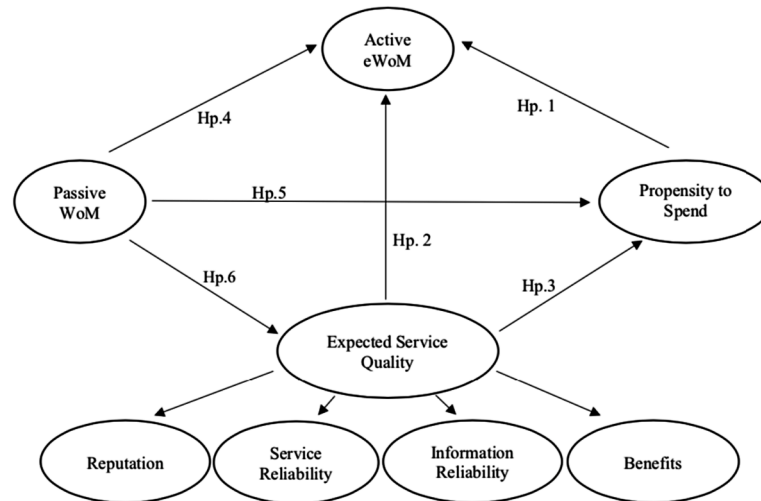 Active
eWoM
Hp.4
Hp. 1
Passive
WoM
Hp.5
Propensity to
Spend
Hp. 2
Hp.6
Hp.3
Expected Service
Quality
Reputation
Service
Reliability
Information
Reliability
Benefits